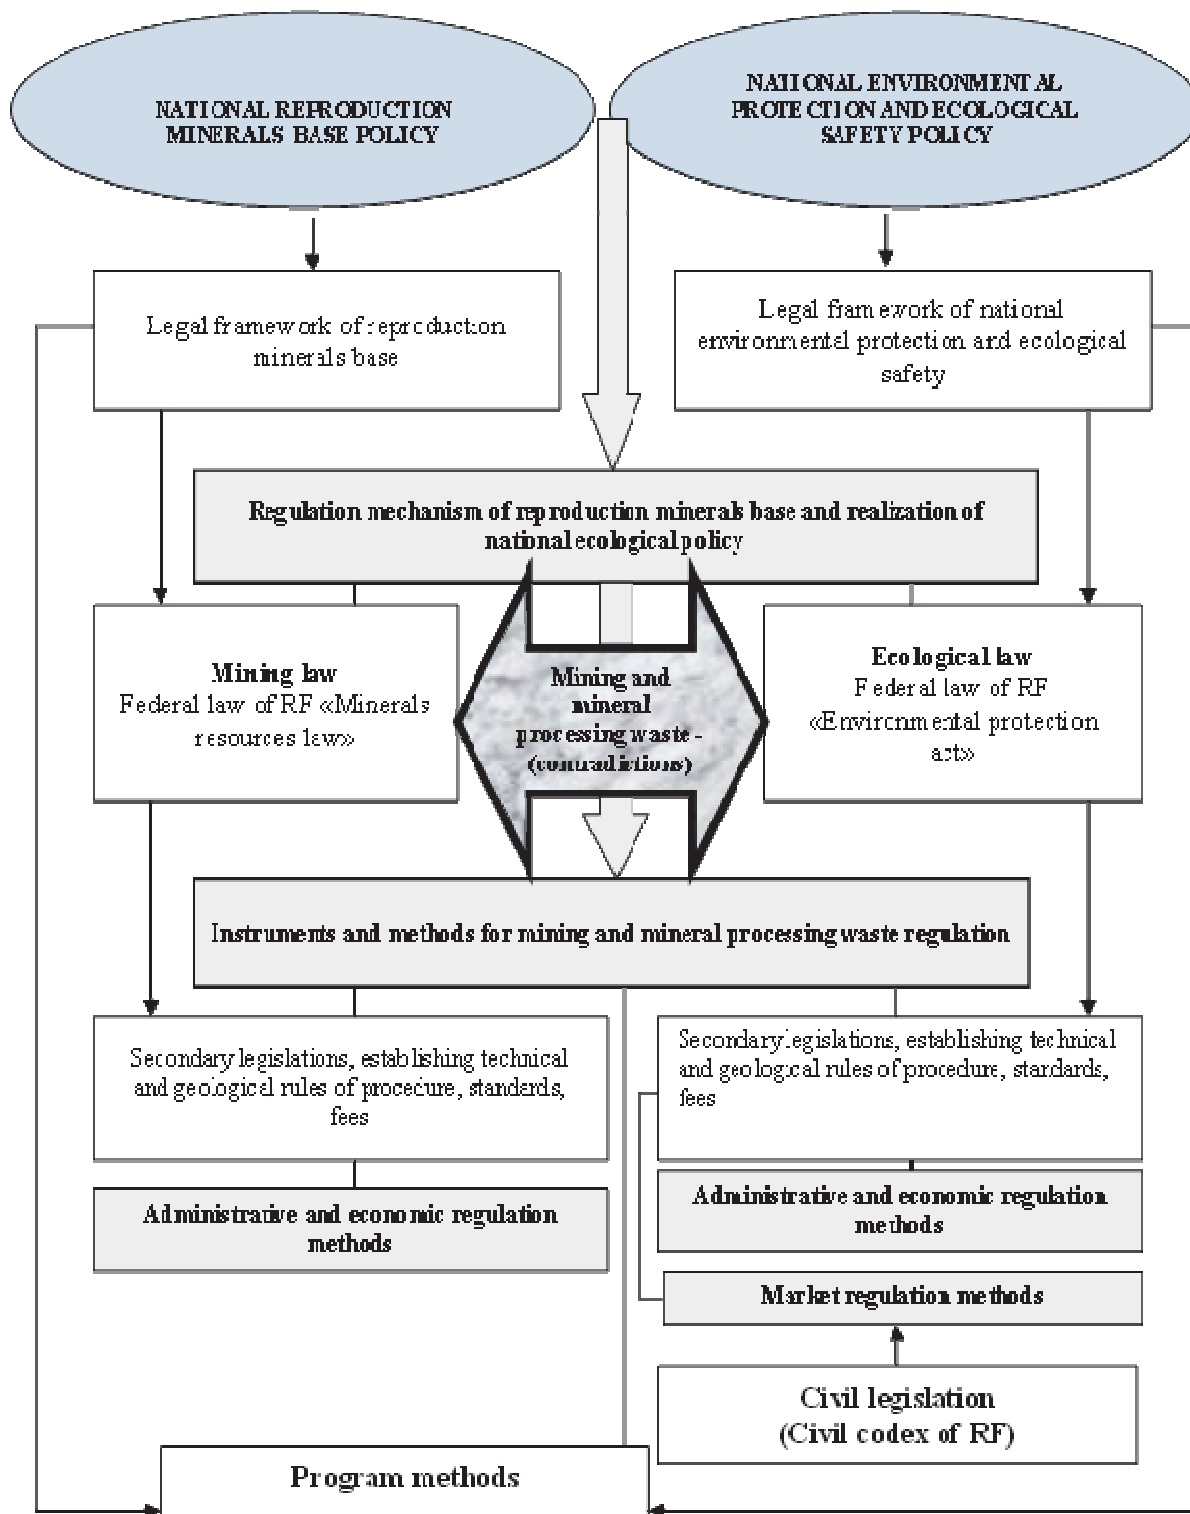 NATIONAL REPRODUCTION
MINERALS BASE POLICY
NATIONAL ENVIRONMENTAL
PROTECTION AND ECOLOGICAL
SAFETY POLICY
Legal framework of reproduction
minerals base
Legal framework of national
environmental protection and ecological
safety
Regulation mechanism of reproduction minerals base and realization of
national ecological policy
Mining law
Federal law of RF «Minerals
resources law»
Mining and
mineral
processing waste -
(contradictions)
Ecological law
Federal law of RF
«Environmental protection
act»
Instruments and methods for mining and mineral processing waste regulation
Secondary legislations, establishing technical
and geological rules of procedure, standards,
fees
Secondary legislations, establishing technical
and geological rules of procedure, standards,
fees
Administrative and economic regulation
methods
Administrative and economic regulation
methods
Market regulation methods
Civil legislation
(Civil codex of RF)
Program methods